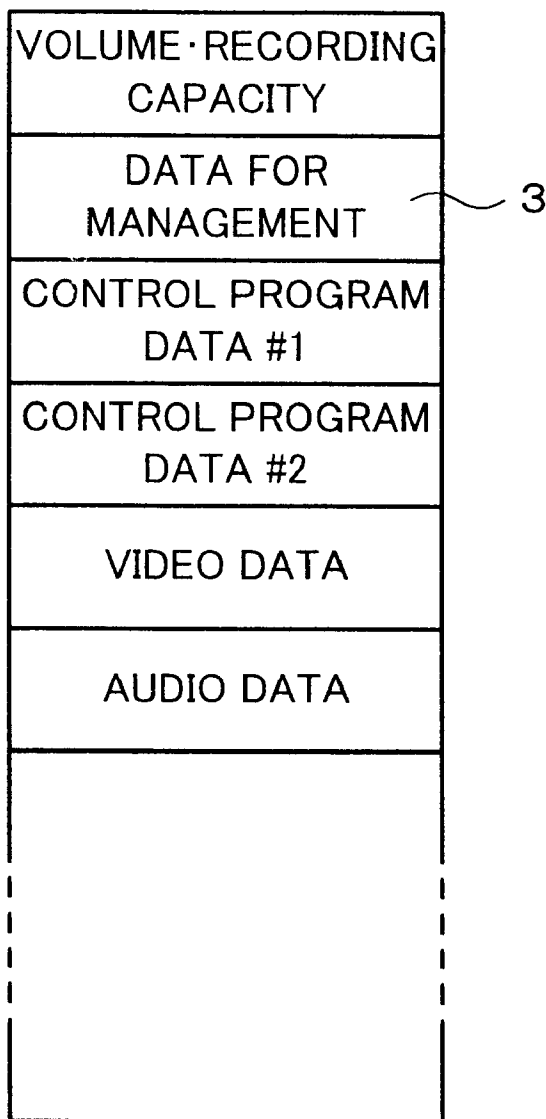 VOLUME·RECORDING
CAPACITY
DATA FOR
MANAGEMENT
3
CONTROL PROGRAM
DATA #1
CONTROL PROGRAM
DATA #2
VIDEO DATA
AUDIO DATA